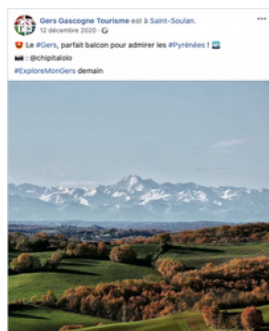 Gers Gascogne Tourisme est à Saint-Soulan.
12 décembre 2020 ·
Le #Gers, parfait balcon pour admirer les #Pyrénées !
: @chipitalolo
#ExploreMonGers demain